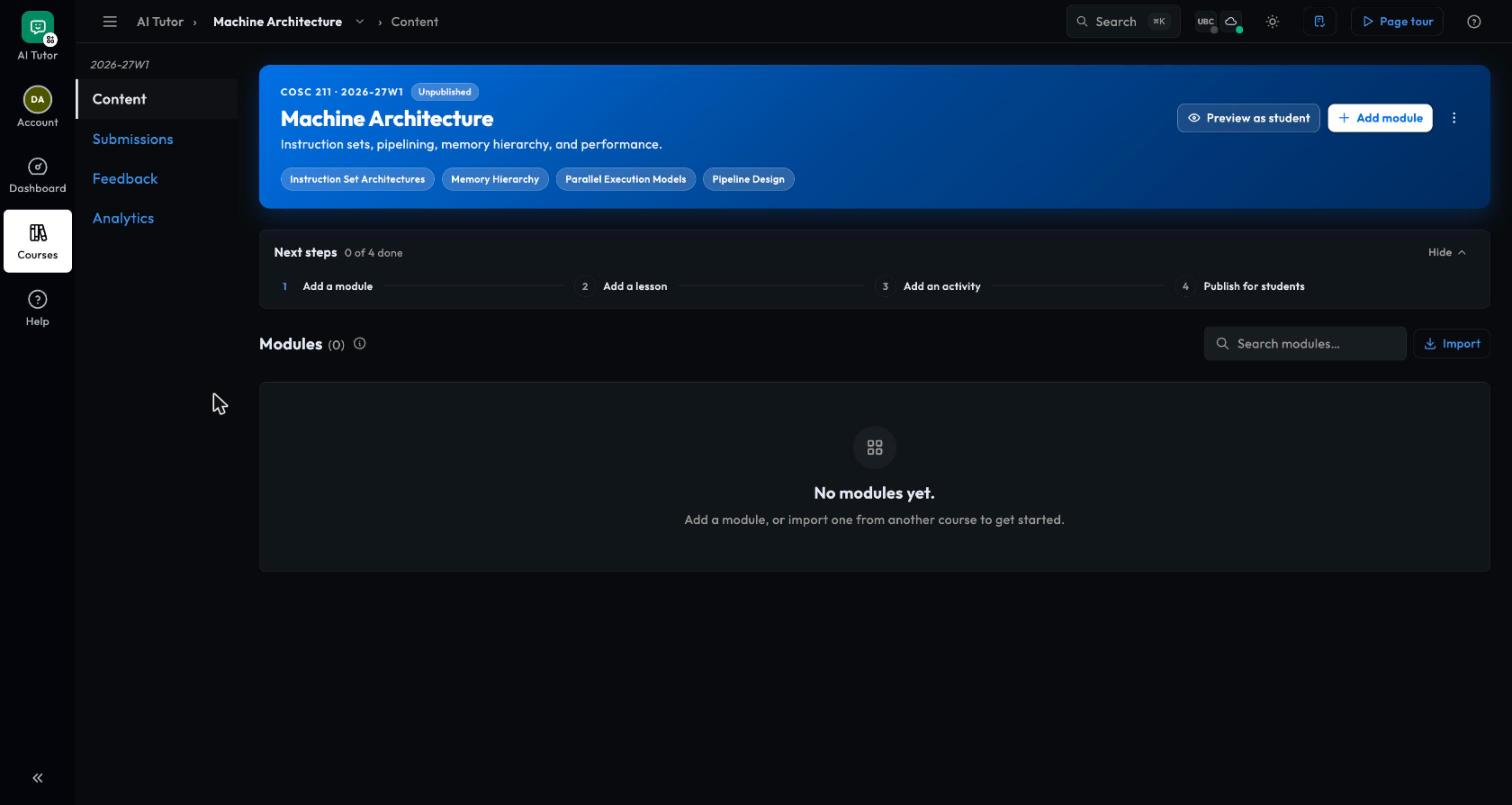 AI Tutor
DA
Account
Dashboard
Courses
Help
AI Tutor › Machine Architecture › Content
Search ⌘K
UBC
Page tour
2026-27W1
Content
Submissions
Feedback
Analytics
COSC 211 · 2026-27W1 Unpublished
Machine Architecture
Instruction sets, pipelining, memory hierarchy, and performance.
Preview as student
+ Add module
Instruction Set Architectures Memory Hierarchy Parallel Execution Models Pipeline Design
Next steps 0 of 4 done
Hide
1 Add a module 2 Add a lesson 3 Add an activity 4 Publish for students
Modules (0)
Search modules...
Import
No modules yet.
Add a module, or import one from another course to get started.